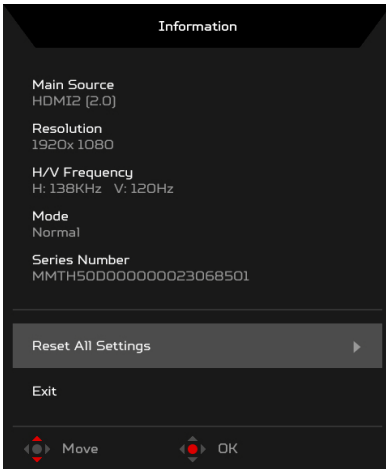 Information
Main Source
HDMI2 (2.0)
Resolution
1920x 1080
H/V Frequency
H: 138KHz V: 120Hz
Mode
Normal
Series Number
MMTH50D000000023068501
Reset All Settings
Exit
Move OK